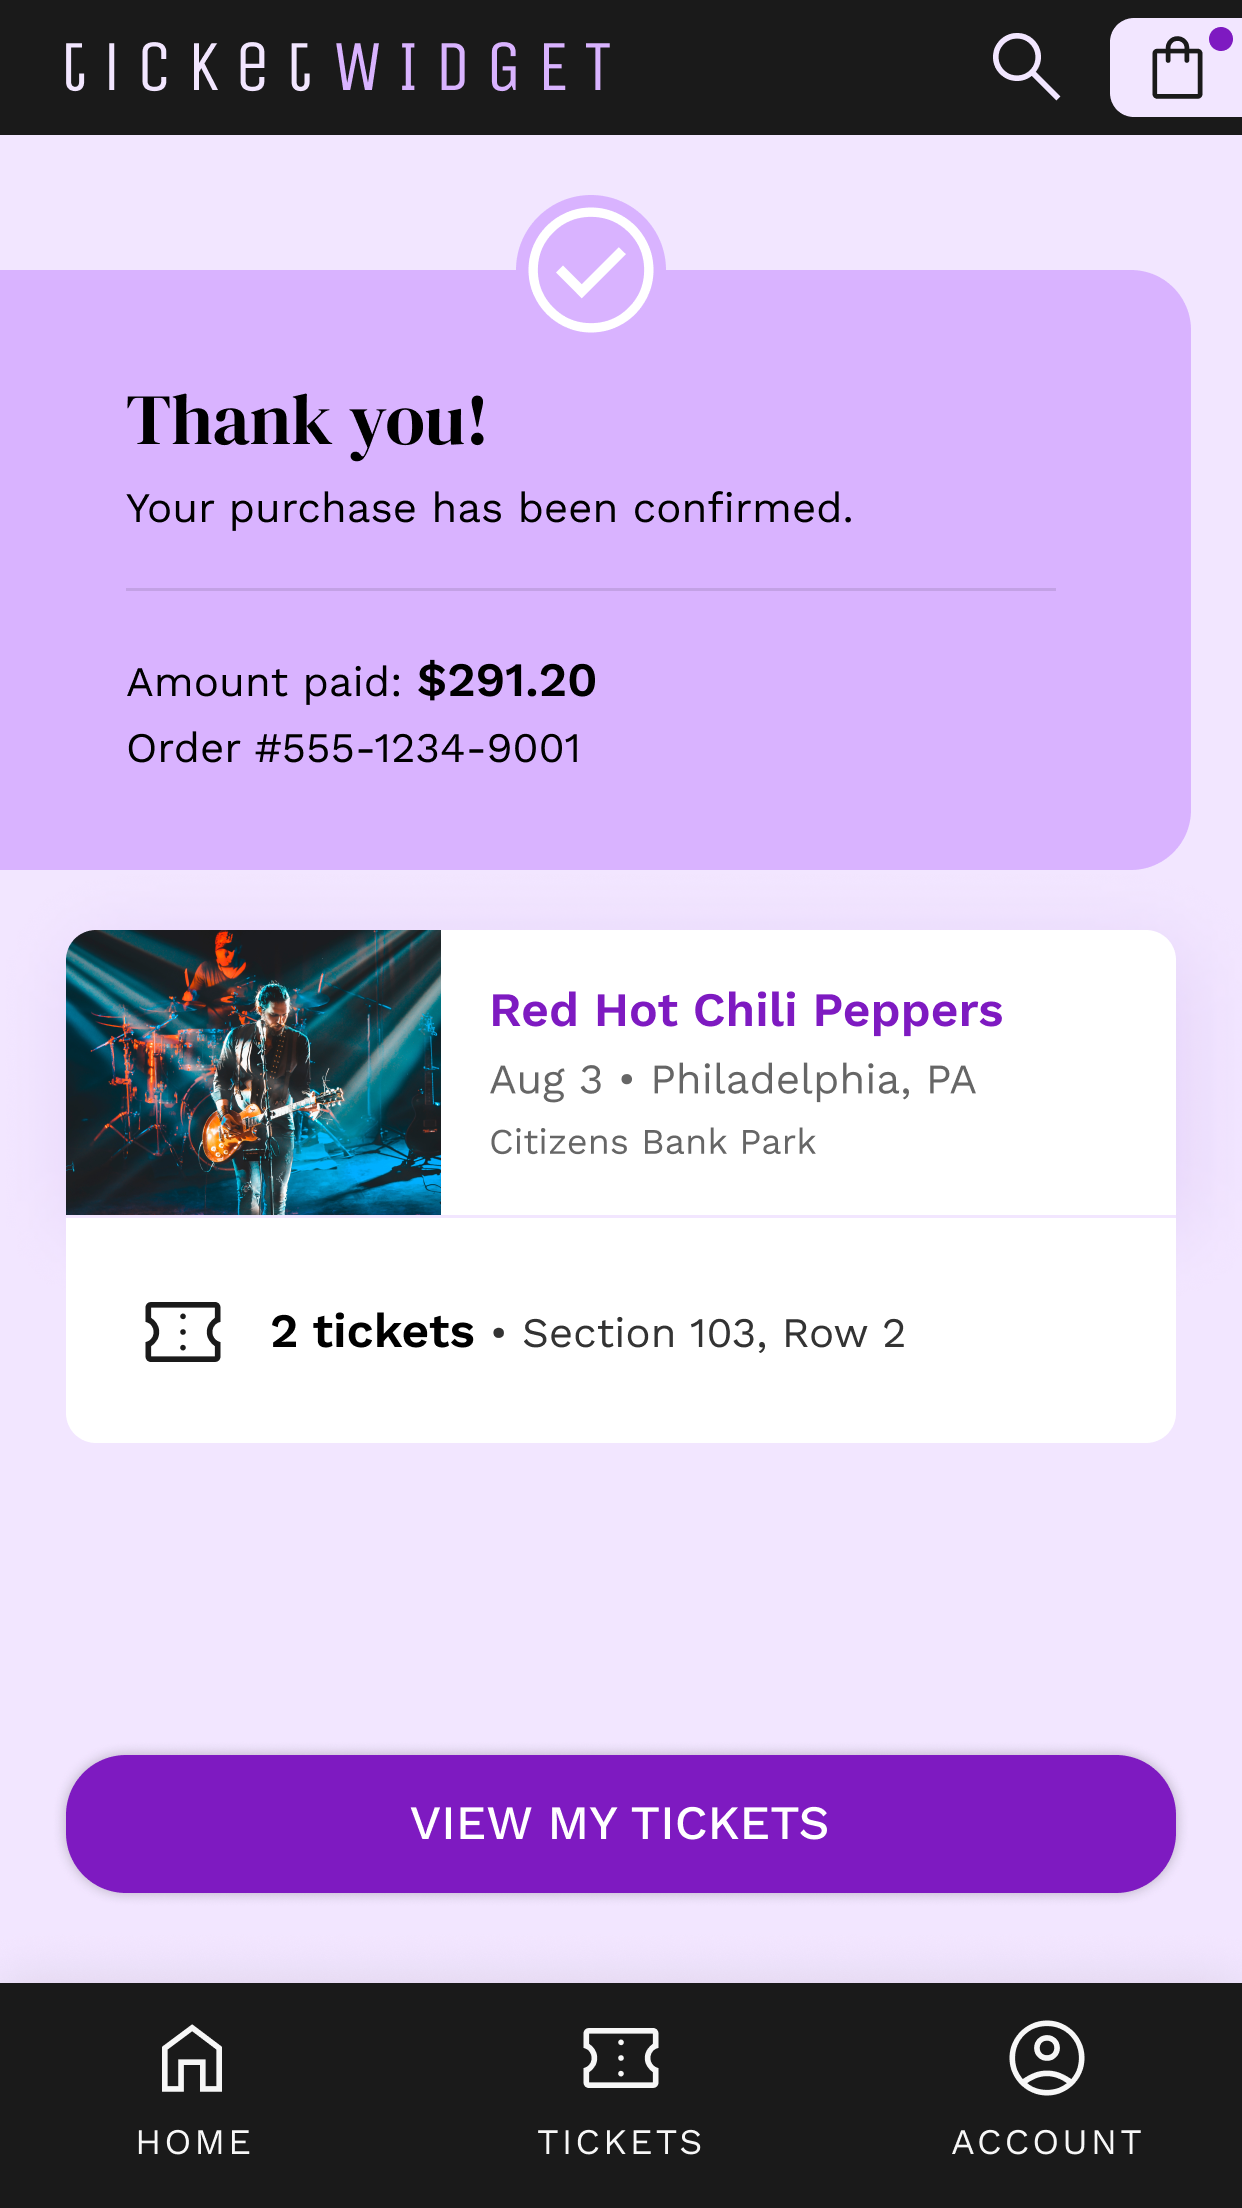 ticketWIDGET
Thank you!
Your purchase has been confirmed.
Amount paid: $291.20
Order #555-1234-9001
Red Hot Chili Peppers
Aug 3 • Philadelphia, PA
Citizens Bank Park
2 tickets • Section 103, Row 2
VIEW MY TICKETS
HOME TICKETS ACCOUNT